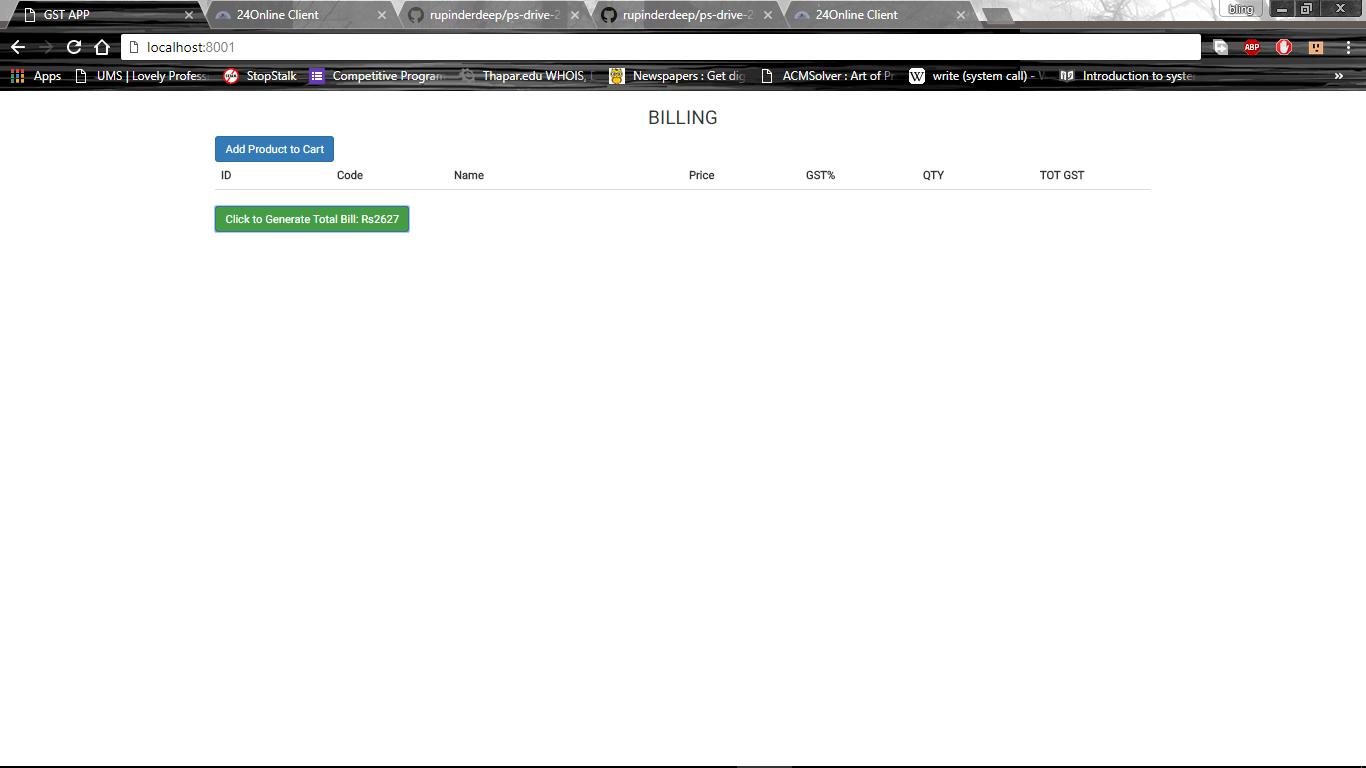 GST APP
24Online Client
rupinderdeep/ps-drive-2
rupinderdeep/ps-drive-2
24Online Client
bling
localhost:8001
ABP
Apps
UMS | Lovely Profess
StopStalk
Competitive Program
Thapar.edu WHOIS,
Newspapers : Get dig
ACMSolver : Art of Pr
W
write (system call) - W
Introduction to syste
»
BILLING
Add Product to Cart
ID Code Name Price GST% QTY TOT GST
Click to Generate Total Bill: Rs2627